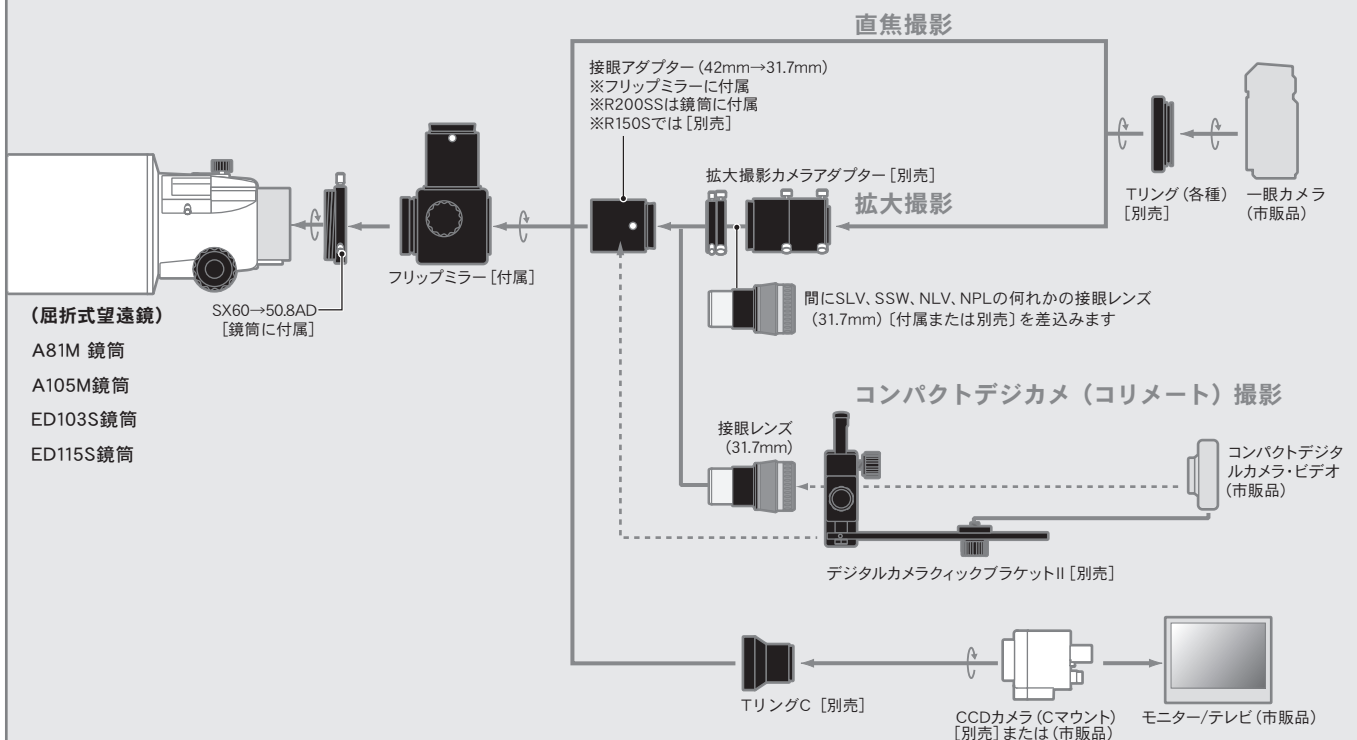 直焦撮影
接眼アダプター(42mm→31.7mm)
※フリップミラーに付属
※R200SSは鏡筒に付属
※R150Sでは[別売]
拡大撮影カメラアダプター[別売]
拡大撮影
Tリング(各種)
[別売]
一眼カメラ
(市販品)
フリップミラー[付属]
SX60→50.8AD
[鏡筒に付属]
間にSLV、SSW、NLV、NPLの何れかの接眼レンズ
(31.7mm)〔付属または別売〕を差込みます
(屈折式望遠鏡)
A81M 鏡筒
A105M鏡筒
ED103S鏡筒
ED115S鏡筒
コンパクトデジカメ(コリメート)撮影
接眼レンズ
(31.7mm)
コンパクトデジタ
ルカメラ・ビデオ
(市販品)
デジタルカメラクイックブラケットII[別売]
TリングC [別売]
CCDカメラ(Cマウント)
[別売]または(市販品)
モニター/テレビ(市販品)